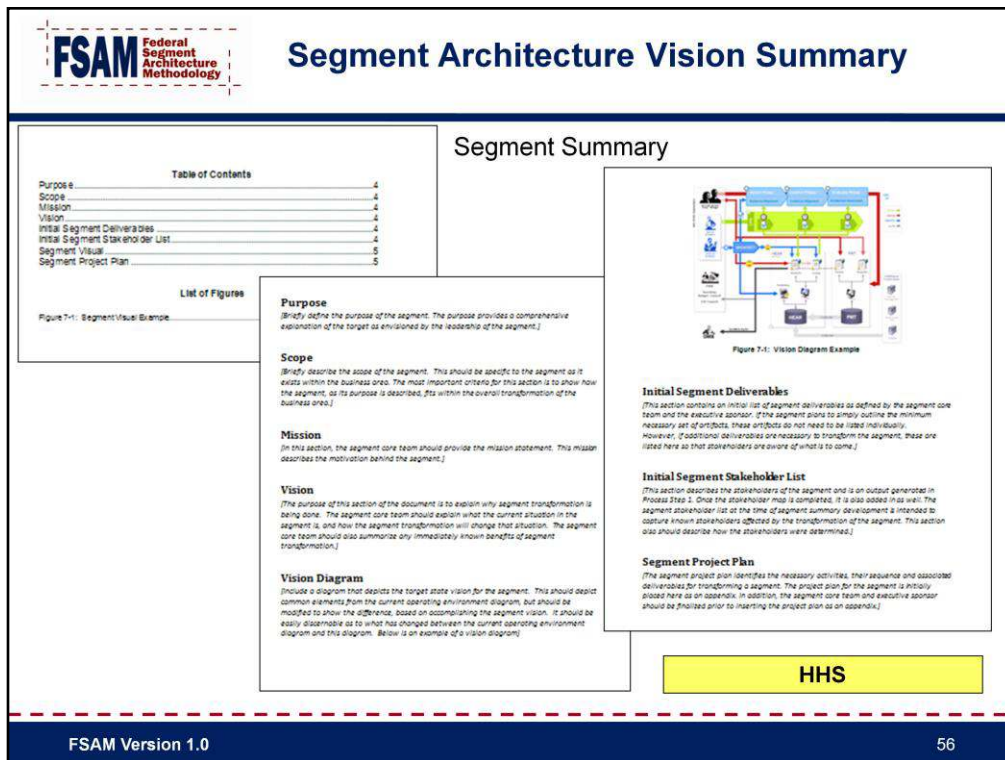 FSAM Federal
Segment
Architecture
Methodology
Segment Architecture Vision Summary
Segment Summary
Table of Contents
Purpose 4
Scope 4
Mission 4
Vision 4
Initial Segment Deliverables 4
Initial Segment Stakeholder List 4
Segment Visual 5
Segment Project Plan 5
List of Figures
Figure 7-1: Segment Visual Example
Purpose
[Briefly define the purpose of the segment. The purpose provides a comprehensive
explanation of the target as envisioned by the leadership of the segment.]
Scope
[Briefly describe the scope of the segment. This should be specific to the segment as it
exists within the business area. The most important criteria for this section is to show how
the segment, as its purpose is described, fits within the overall transformation of the
business area.]
Mission
[In this section, the segment core team should provide the mission statement. This mission
describes the motivation behind the segment.]
Vision
[The purpose of this section of the document is to explain why segment transformation is
being done. The segment core team should explain what the current situation in the
segment is, and how the segment transformation will change that situation. The segment
core team should also summarize any immediately known benefits of segment
transformation.]
Vision Diagram
[Include a diagram that depicts the target state vision for the segment. This should depict
common elements from the current operating environment diagram, but should be
modified to show the difference, based on accomplishing the segment vision. It should be
easily discernable as to what has changed between the current operating environment
diagram and this diagram. Below is an example of a vision diagram]
Figure 7-1: Vision Diagram Example
Initial Segment Deliverables
[This section contains an initial list of segment deliverables as defined by the segment core
team and the executive sponsor. If the segment plans to simply outline the minimum
necessary set of artifacts, these artifacts do not need to be listed individually.
However, if additional deliverables are necessary to transform the segment, these are
listed here so that stakeholders are aware of what is to come.]
Initial Segment Stakeholder List
[This section describes the stakeholders of the segment and is an output generated in
Process Step 1. Once the stakeholder map is completed, it is also added in as well. The
segment stakeholder list at the time of segment summary development is intended to
capture known stakeholders affected by the transformation of the segment. This section
also should describe how the stakeholders were determined.]
Segment Project Plan
[The segment project plan identifies the necessary activities, their sequence and associated
deliverables for transforming a segment. The project plan for the segment is initially
placed here as an appendix. In addition, the segment core team and executive sponsor
should be finalized prior to inserting the project plan as an appendix.]
HHS
FSAM Version 1.0
56